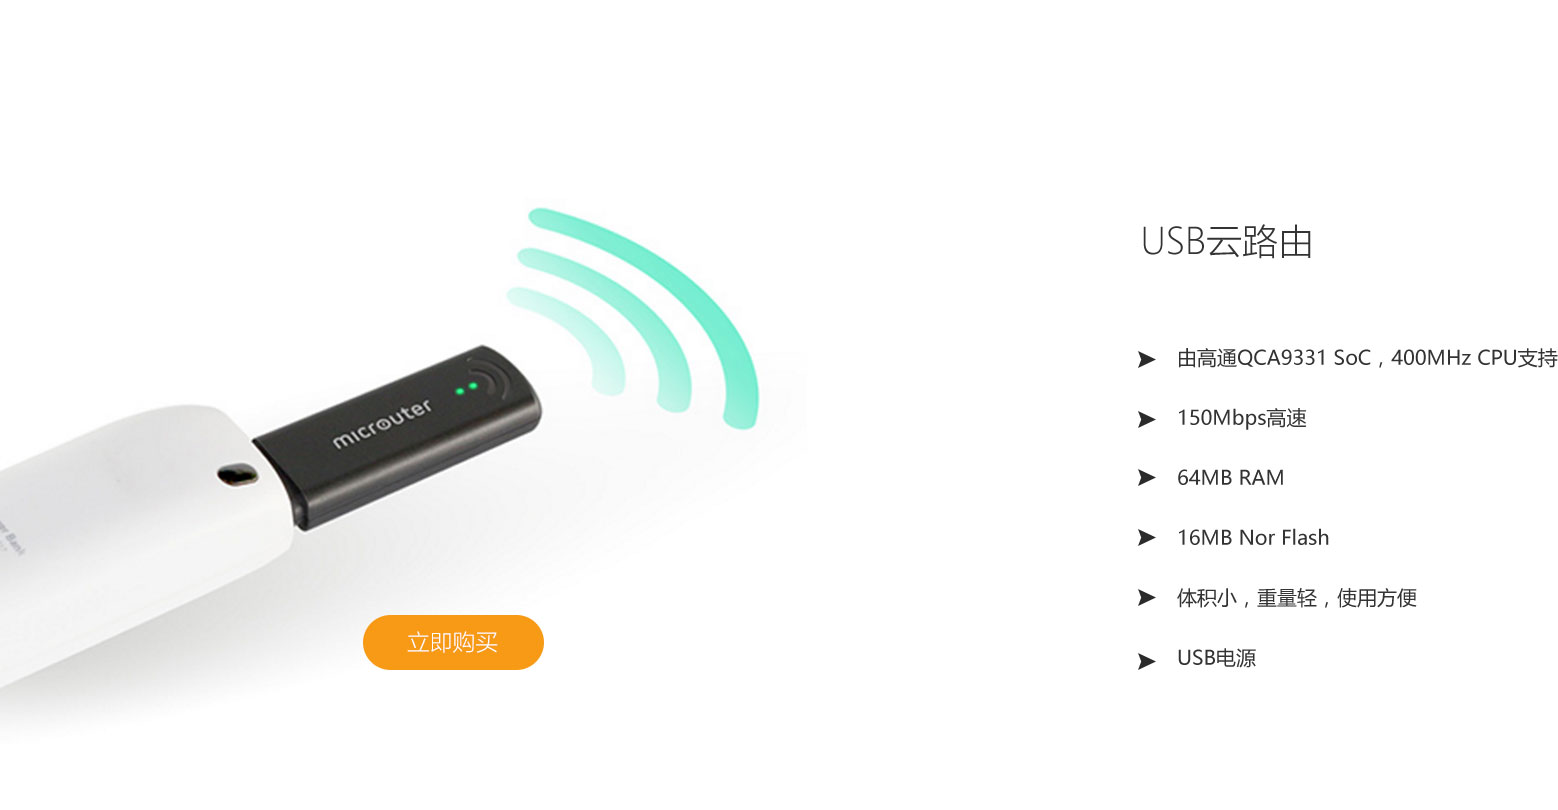 USB云路由
由高通QCA9331 SoC，400MHz CPU支持
150Mbps高速
64MB RAM
16MB Nor Flash
体积小，重量轻，使用方便
USB电源
microuter
Bank
立即购买